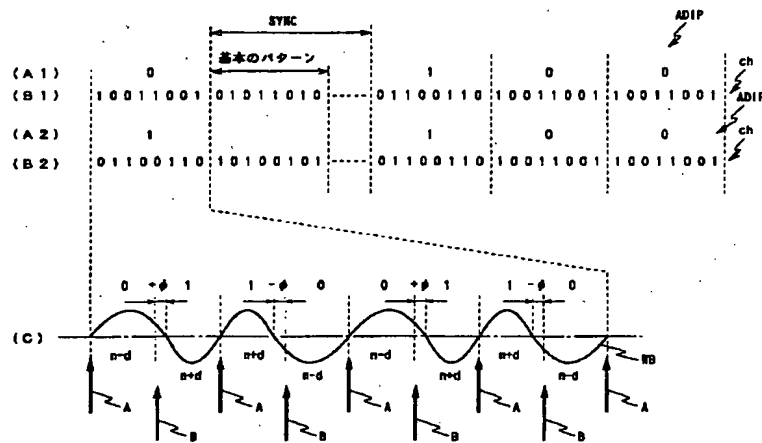 SYNC
ADIP
基本のパターン
(A1) 0 1 0 0 ch
(B1) 10011001 01011010 01100110 10011001 10011001
ADIP
(A2) 1 1 0 0 ch
(B2) 01100110 10100101 01100110 10011001 10011001
0 +φ 1 1 -φ 0 0 +φ 1 1 -φ 0
(C)
n-d n+d n+d n-d n-d n+d n+d n-d WB
A B A B A B A B A